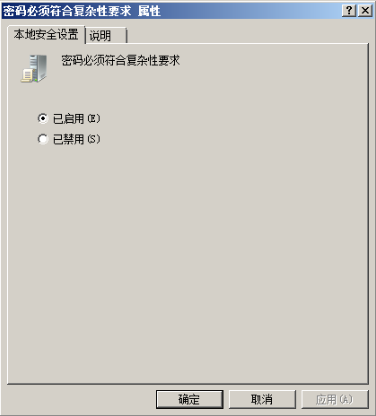 密码必须符合复杂性要求 属性
本地安全设置 说明
密码必须符合复杂性要求
已启用(E)
已禁用(S)
确定 取消 应用(A)